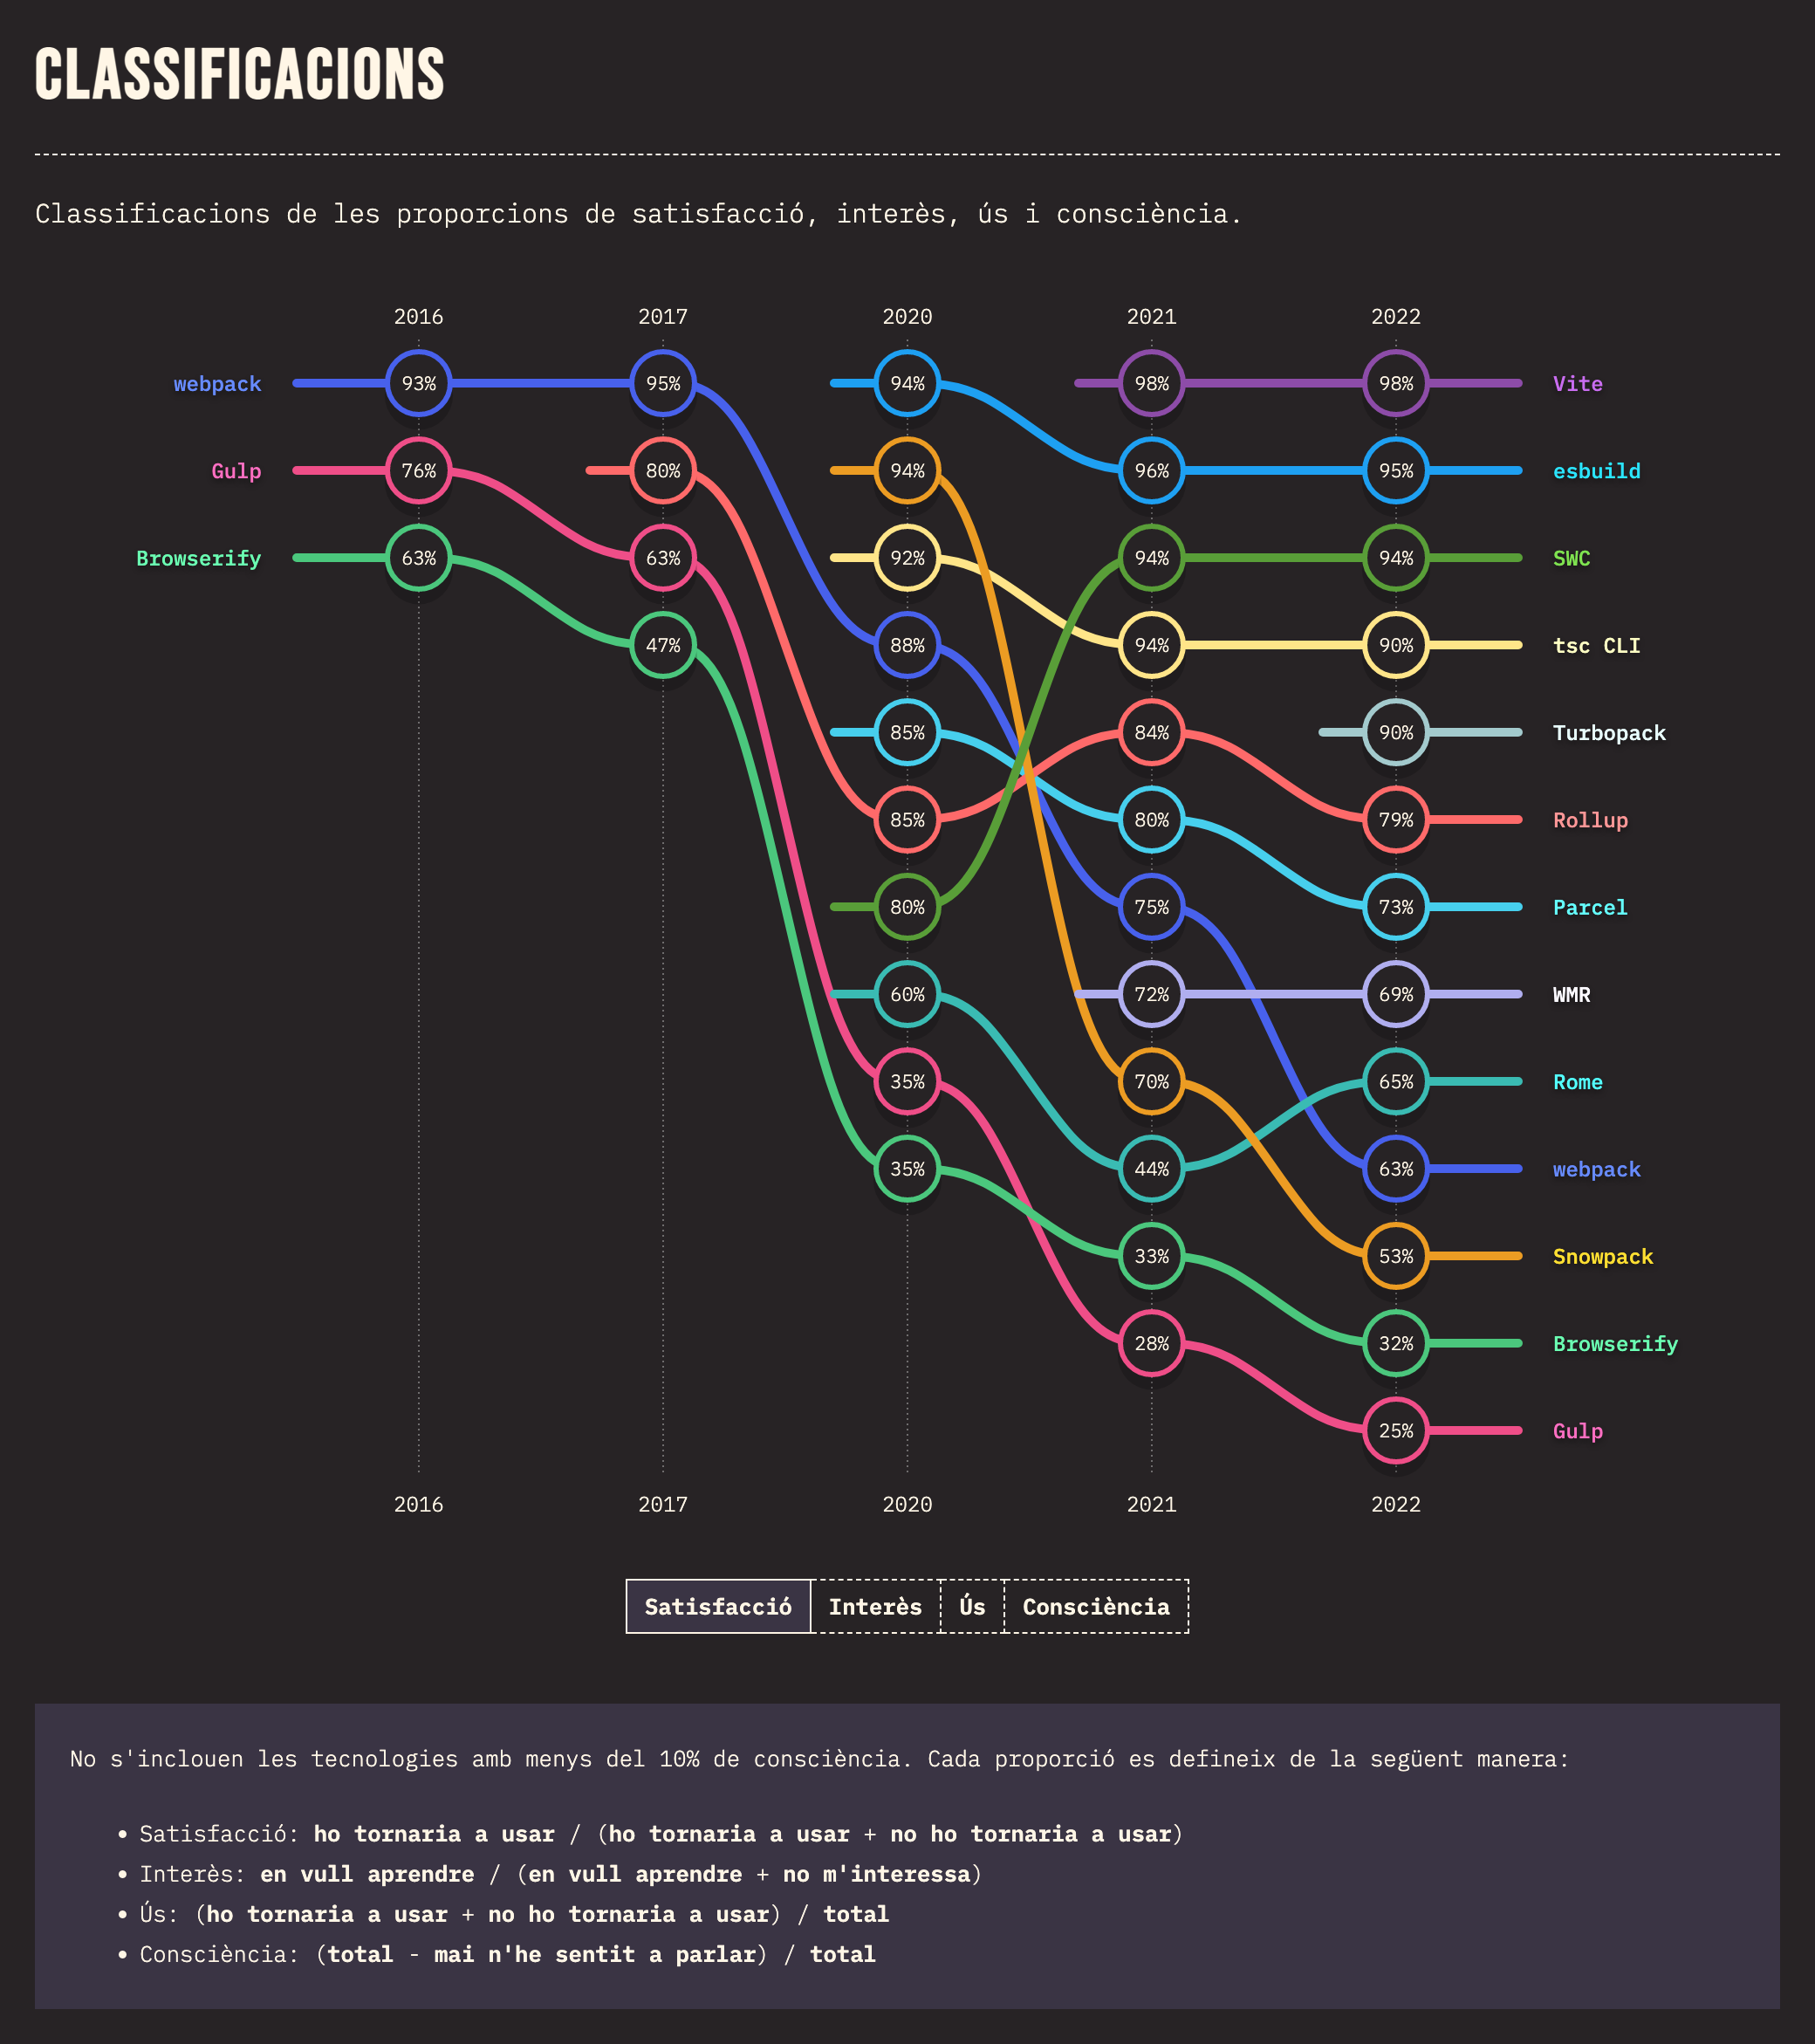 CLASSIFICACIONS
Classificacions de les proporcions de satisfacció, interès, ús i consciència.
2016 2017 2020 2021 2022
webpack 93% 95% 94% 98% 98% Vite
Gulp 76% 80% 94% 96% 95% esbuild
Browserify 63% 63% 92% 94% 94% SWC
47% 88% 94% 90% tsc CLI
85% 84% 90% Turbopack
85% 80% 79% Rollup
80% 75% 73% Parcel
60% 72% 69% WMR
35% 70% 65% Rome
35% 44% 63% webpack
33% 53% Snowpack
28% 32% Browserify
25% Gulp
2016 2017 2020 2021 2022
Satisfacció Interès Ús Consciència
No s'inclouen les tecnologies amb menys del 10% de consciència. Cada proporció es defineix de la següent manera:
• Satisfacció: ho tornaria a usar / (ho tornaria a usar + no ho tornaria a usar)
• Interès: en vull aprendre / (en vull aprendre + no m'interessa)
• Ús: (ho tornaria a usar + no ho tornaria a usar) / total
• Consciència: (total - mai n'he sentit a parlar) / total